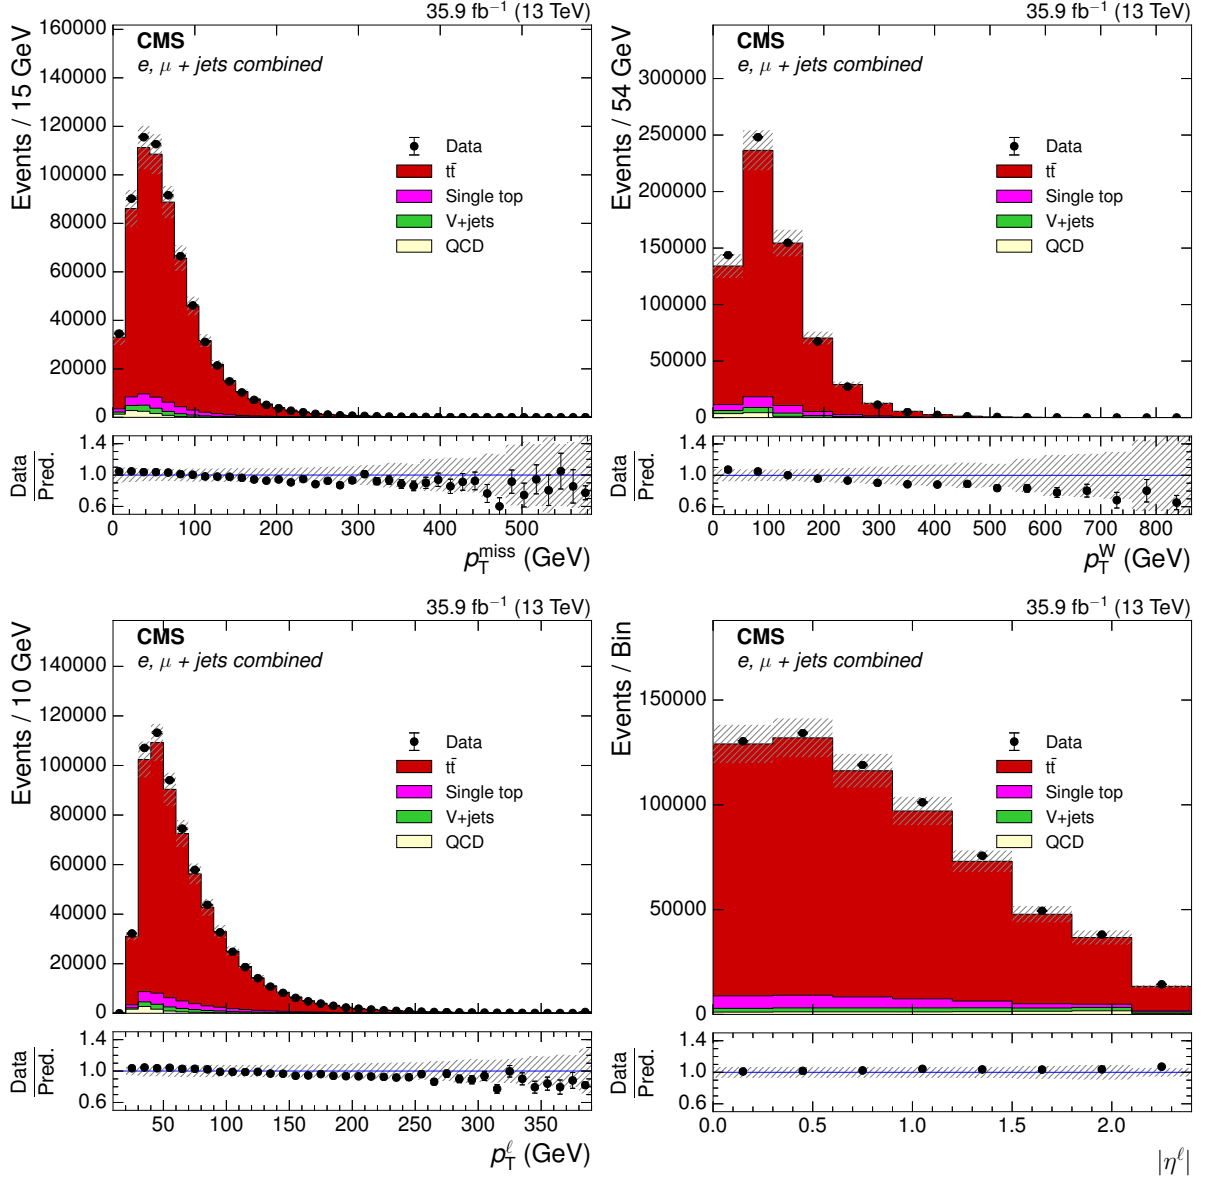 35.9 fb⁻¹ (13 TeV)
CMS
e, μ + jets combined
Events / 15 GeV
160000
140000
120000
100000
80000
60000
40000
20000
0
Data
tt̄
Single top
V+jets
QCD
Data
Pred.
1.4
1.0
0.6
0 100 200 300 400 500
p_T^miss (GeV)
35.9 fb⁻¹ (13 TeV)
CMS
e, μ + jets combined
Events / 54 GeV
300000
250000
200000
150000
100000
50000
0
Data
tt̄
Single top
V+jets
QCD
Data
Pred.
1.4
1.0
0.6
0 100 200 300 400 500 600 700 800
p_T^W (GeV)
35.9 fb⁻¹ (13 TeV)
CMS
e, μ + jets combined
Events / 10 GeV
140000
120000
100000
80000
60000
40000
20000
0
Data
tt̄
Single top
V+jets
QCD
Data
Pred.
1.4
1.0
0.6
50 100 150 200 250 300 350
p_T^ℓ (GeV)
35.9 fb⁻¹ (13 TeV)
CMS
e, μ + jets combined
Events / Bin
150000
100000
50000
0
Data
tt̄
Single top
V+jets
QCD
Data
Pred.
1.4
1.0
0.6
0.0 0.5 1.0 1.5 2.0
|η^ℓ|